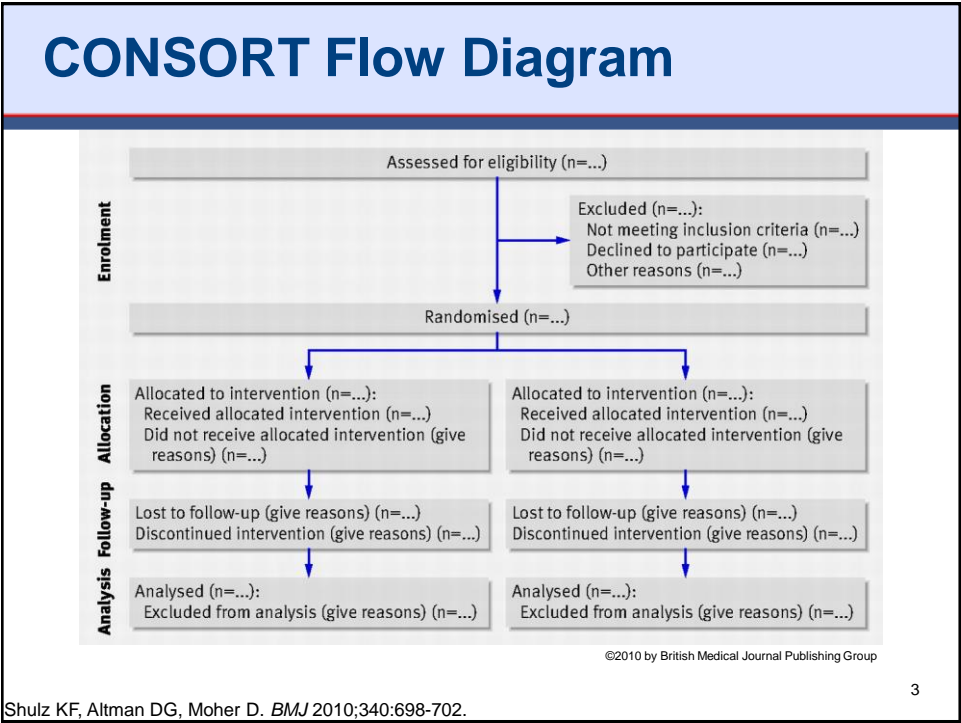 CONSORT Flow Diagram
Assessed for eligibility (n=...)
Enrolment
Excluded (n=...):
Not meeting inclusion criteria (n=...)
Declined to participate (n=...)
Other reasons (n=...)
Randomised (n=...)
Allocation
Allocated to intervention (n=...):
Received allocated intervention (n=...)
Did not receive allocated intervention (give
reasons) (n=...)
Allocated to intervention (n=...):
Received allocated intervention (n=...)
Did not receive allocated intervention (give
reasons) (n=...)
Follow-up
Lost to follow-up (give reasons) (n=...)
Discontinued intervention (give reasons) (n=...)
Lost to follow-up (give reasons) (n=...)
Discontinued intervention (give reasons) (n=...)
Analysis
Analysed (n=...):
Excluded from analysis (give reasons) (n=...)
Analysed (n=...):
Excluded from analysis (give reasons) (n=...)
©2010 by British Medical Journal Publishing Group
3
Shulz KF, Altman DG, Moher D. BMJ 2010;340:698-702.